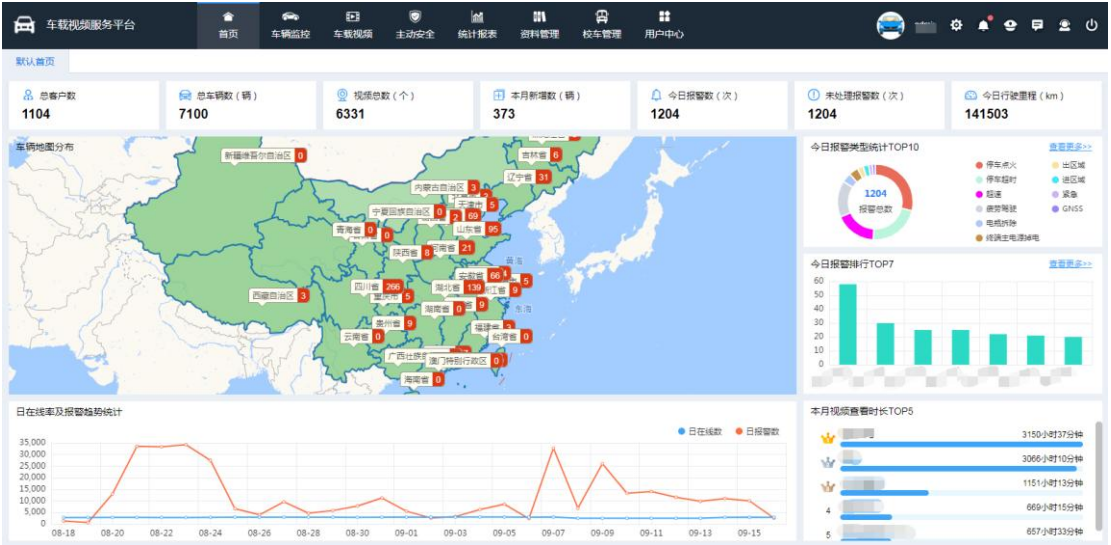 车载视频服务平台
首页 车辆监控 车载视频 主动安全 统计报表 资料管理 校车管理 用户中心
默认首页
总客户数 总车辆数（辆） 视频总数（个） 本月新增数（辆） 今日报警数（次） 未处理报警数（次） 今日行驶里程（km）
1104 7100 6331 373 1204 1204 141503
车辆地图分布
新疆维吾尔自治区 0
吉林省 6
辽宁省 31
内蒙古自治区 3
天津市 5
宁夏回族自治区 0
2 69
青海省 0
0
山东省 95
陕西省 8
河南省 21
黄海
安徽省 66
5
四川省 266
湖北省 139
江省 9
西藏自治区 3
重庆市 5
湖南省 0
省 9
东海
贵州省 9
福建省 3
云南省 0
台湾省 0
广西壮族
澳门特别行政区 0
海南省 0
今日报警类型统计TOP10 查看更多>>
1204
报警总数
停车点火 出区域
停车超时 进区域
超速 紧急
疲劳驾驶 GNSS
电瓶拆除
终端主电源掉电
今日报警排行TOP7 查看更多>>
60
50
40
30
20
10
0
日在线率及报警趋势统计
日在线数 日报警数
35,000
30,000
25,000
20,000
15,000
10,000
5,000
0
08-18 08-20 08-22 08-24 08-26 08-28 08-30 09-01 09-03 09-05 09-07 09-09 09-11 09-13 09-15
本月视频查看时长TOP5
3150小时37分钟
3066小时10分钟
1151小时13分钟
4 669小时15分钟
5 657小时33分钟